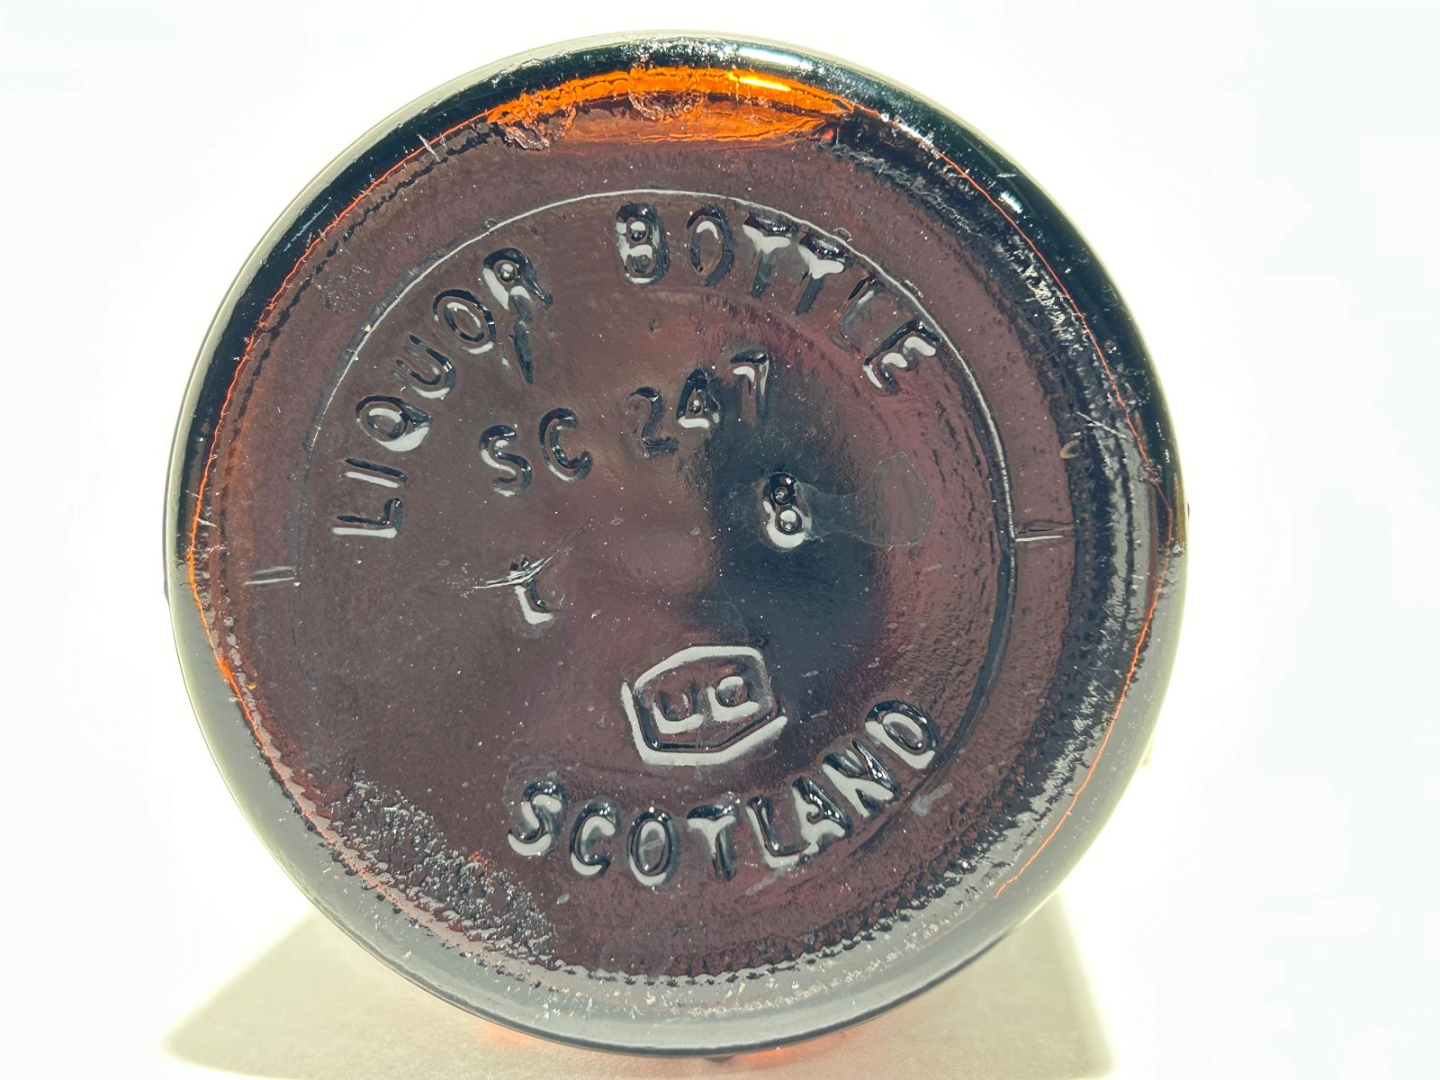 LIQUOR BOTTLE
SC 247
8
UG
SCOTLAND